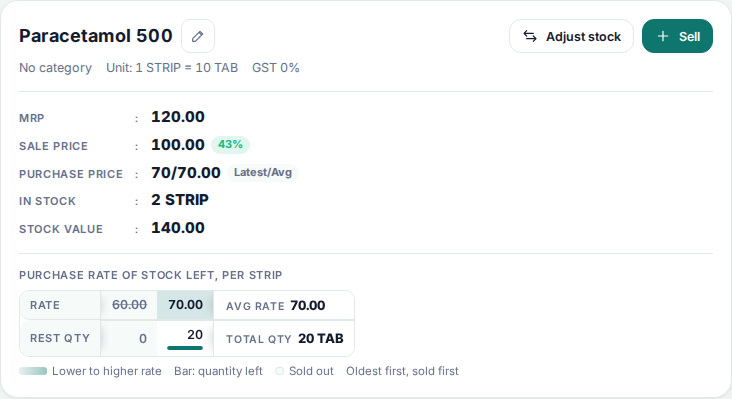 Paracetamol 500 Adjust stock + Sell
No category Unit: 1 STRIP = 10 TAB GST 0%
MRP : 120.00
SALE PRICE : 100.00 43%
PURCHASE PRICE : 70/70.00 Latest/Avg
IN STOCK : 2 STRIP
STOCK VALUE : 140.00
PURCHASE RATE OF STOCK LEFT, PER STRIP
RATE 60.00 70.00 AVG RATE 70.00
REST QTY 0 20 TOTAL QTY 20 TAB
Lower to higher rate Bar: quantity left Sold out Oldest first, sold first